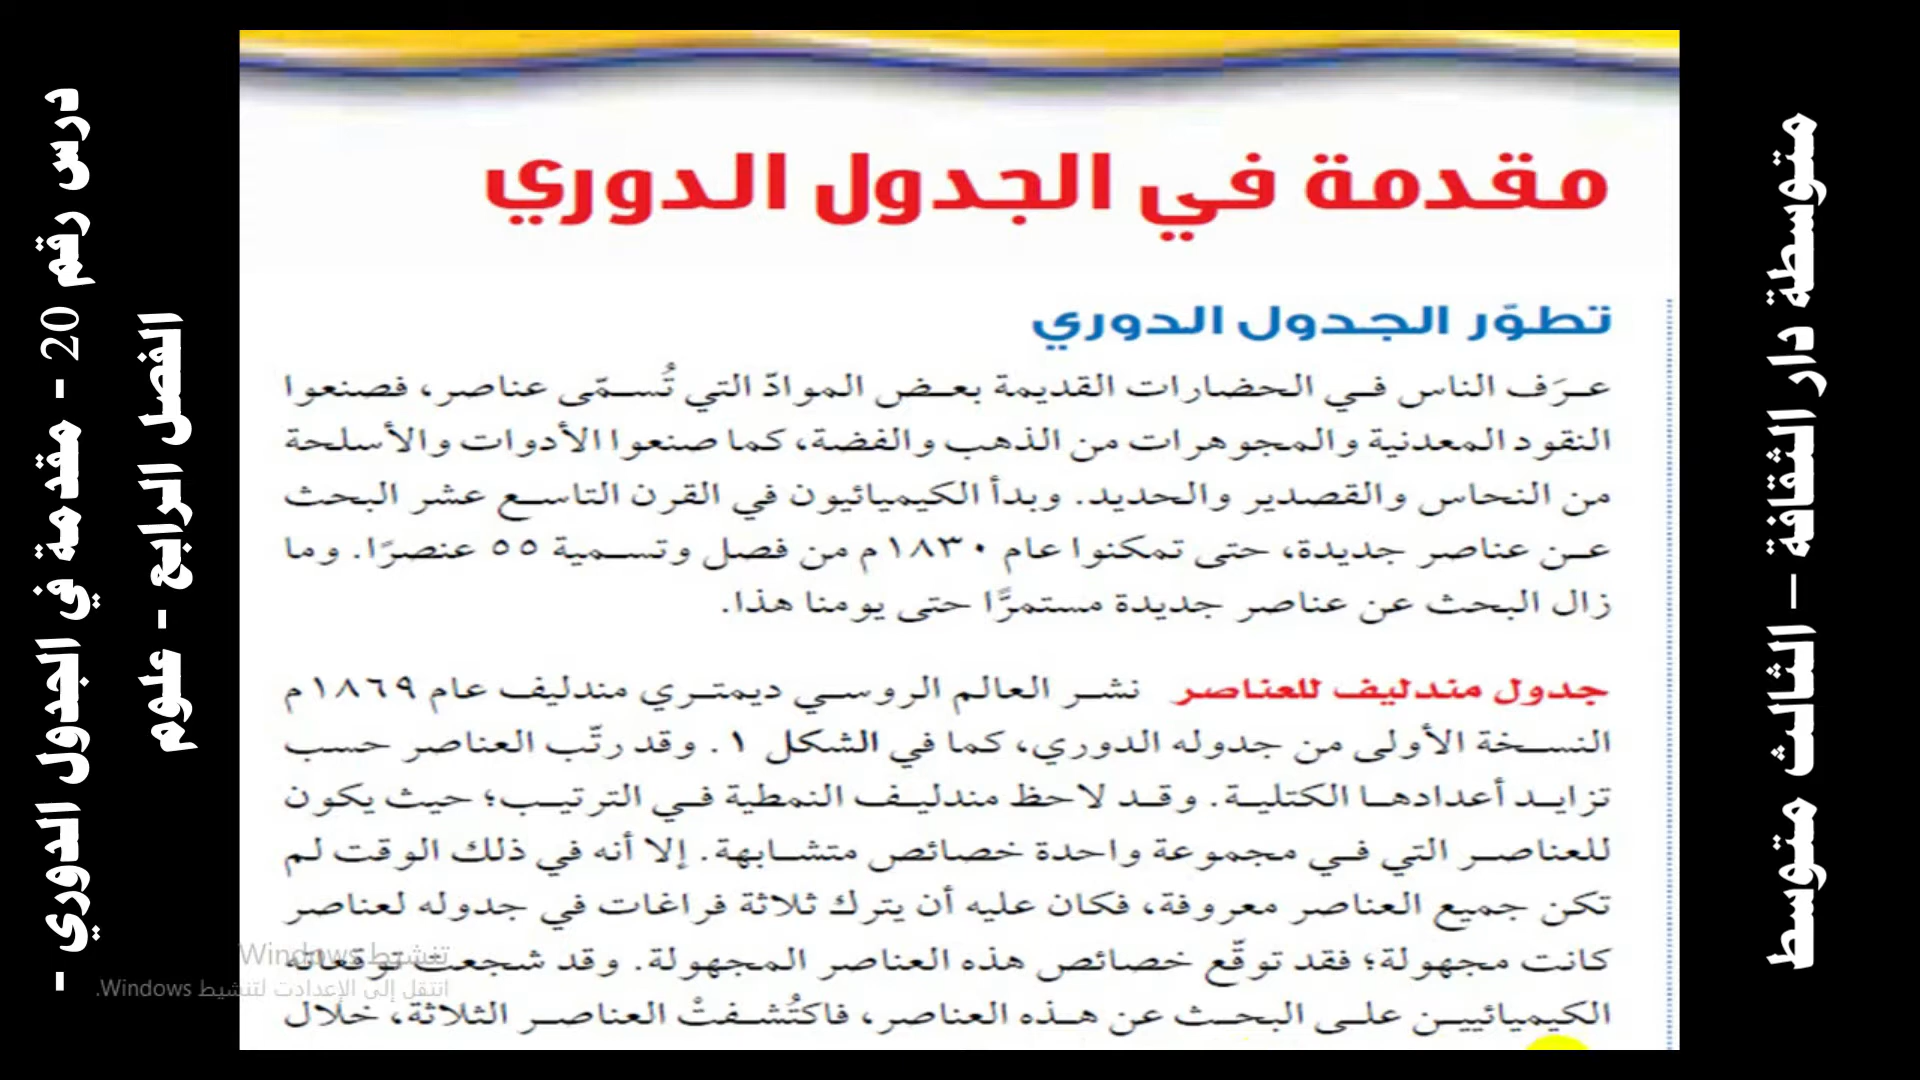 متوسطة دار الثقافة – الثالث متوسط
مقدمة في الجدول الدوري
تطوّر الجدول الدوري
عـرَف الناس فـي الحضارات القديمة بعـض الموادّ التي تُسـمّى عناصر، فصنعوا
النقود المعدنية والمجوهرات من الذهب والفضة، كما صنعوا الأدوات والأسلحة
من النحاس والقصدير والحديد. وبدأ الكيميائيون في القرن التاسـع عشر البحث
عـن عناصر جديدة، حتى تمكنوا عام ١٨٣٠م من فصل وتسـمية ٥٥ عنصرًا. وما
زال البحث عن عناصر جديدة مستمرًّا حتى يومنا هذا.
جدول مندليف للعناصر نشـر العالم الروسـي ديمتـري مندليف عام ١٨٦٩م
النسـخة الأولى من جدوله الدوري، كما في الشكل ١. وقد رتّب العناصر حسب
تزايـد أعدادهـا الكتليـة. وقـد لاحظ مندليـف النمطية فـي الترتيـب؛ حيث يكون
للعناصـر التي فـي مجموعة واحدة خصائص متشـابهة. إلا أنه في ذلك الوقت لم
تكن جميع العناصر معروفة، فكان عليه أن يترك ثلاثة فراغات في جدوله لعناصر
كانت مجهولة؛ فقد توقّع خصائص هذه العناصر المجهولة. وقد شجعت توقعاته
الكيميائييـن علـى البحـث عن هـذه العناصر، فاكتُشـفتْ العناصـر الثلاثة، خلال
درس رقم 20 - مقدمة في الجدول الدوري -
الفصل الرابع - علوم
تنشيط Windows
انتقل إلى الإعدادت لتنشيط Windows.